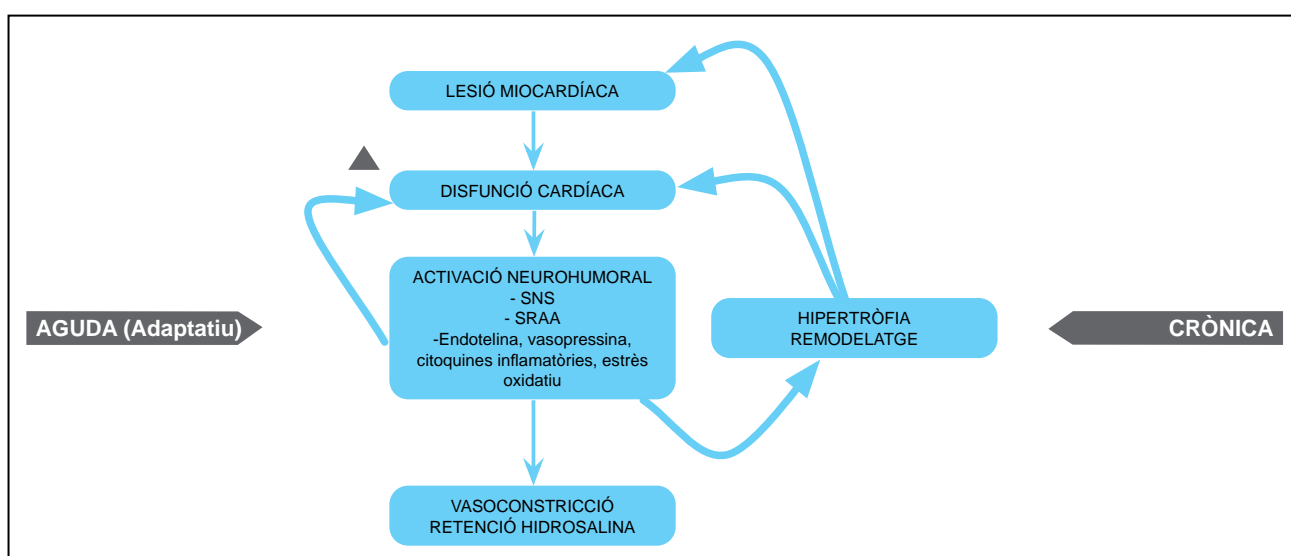 LESIÓ MIOCARDÍACA
DISFUNCIÓ CARDÍACA
ACTIVACIÓ NEUROHUMORAL
- SNS
- SRAA
-Endotelina, vasopressina,
citoquines inflamatòries, estrès
oxidatiu
AGUDA (Adaptatiu)
HIPERTRÒFIA
REMODELATGE
CRÒNICA
VASOCONSTRICCIÓ
RETENCIÓ HIDROSALINA